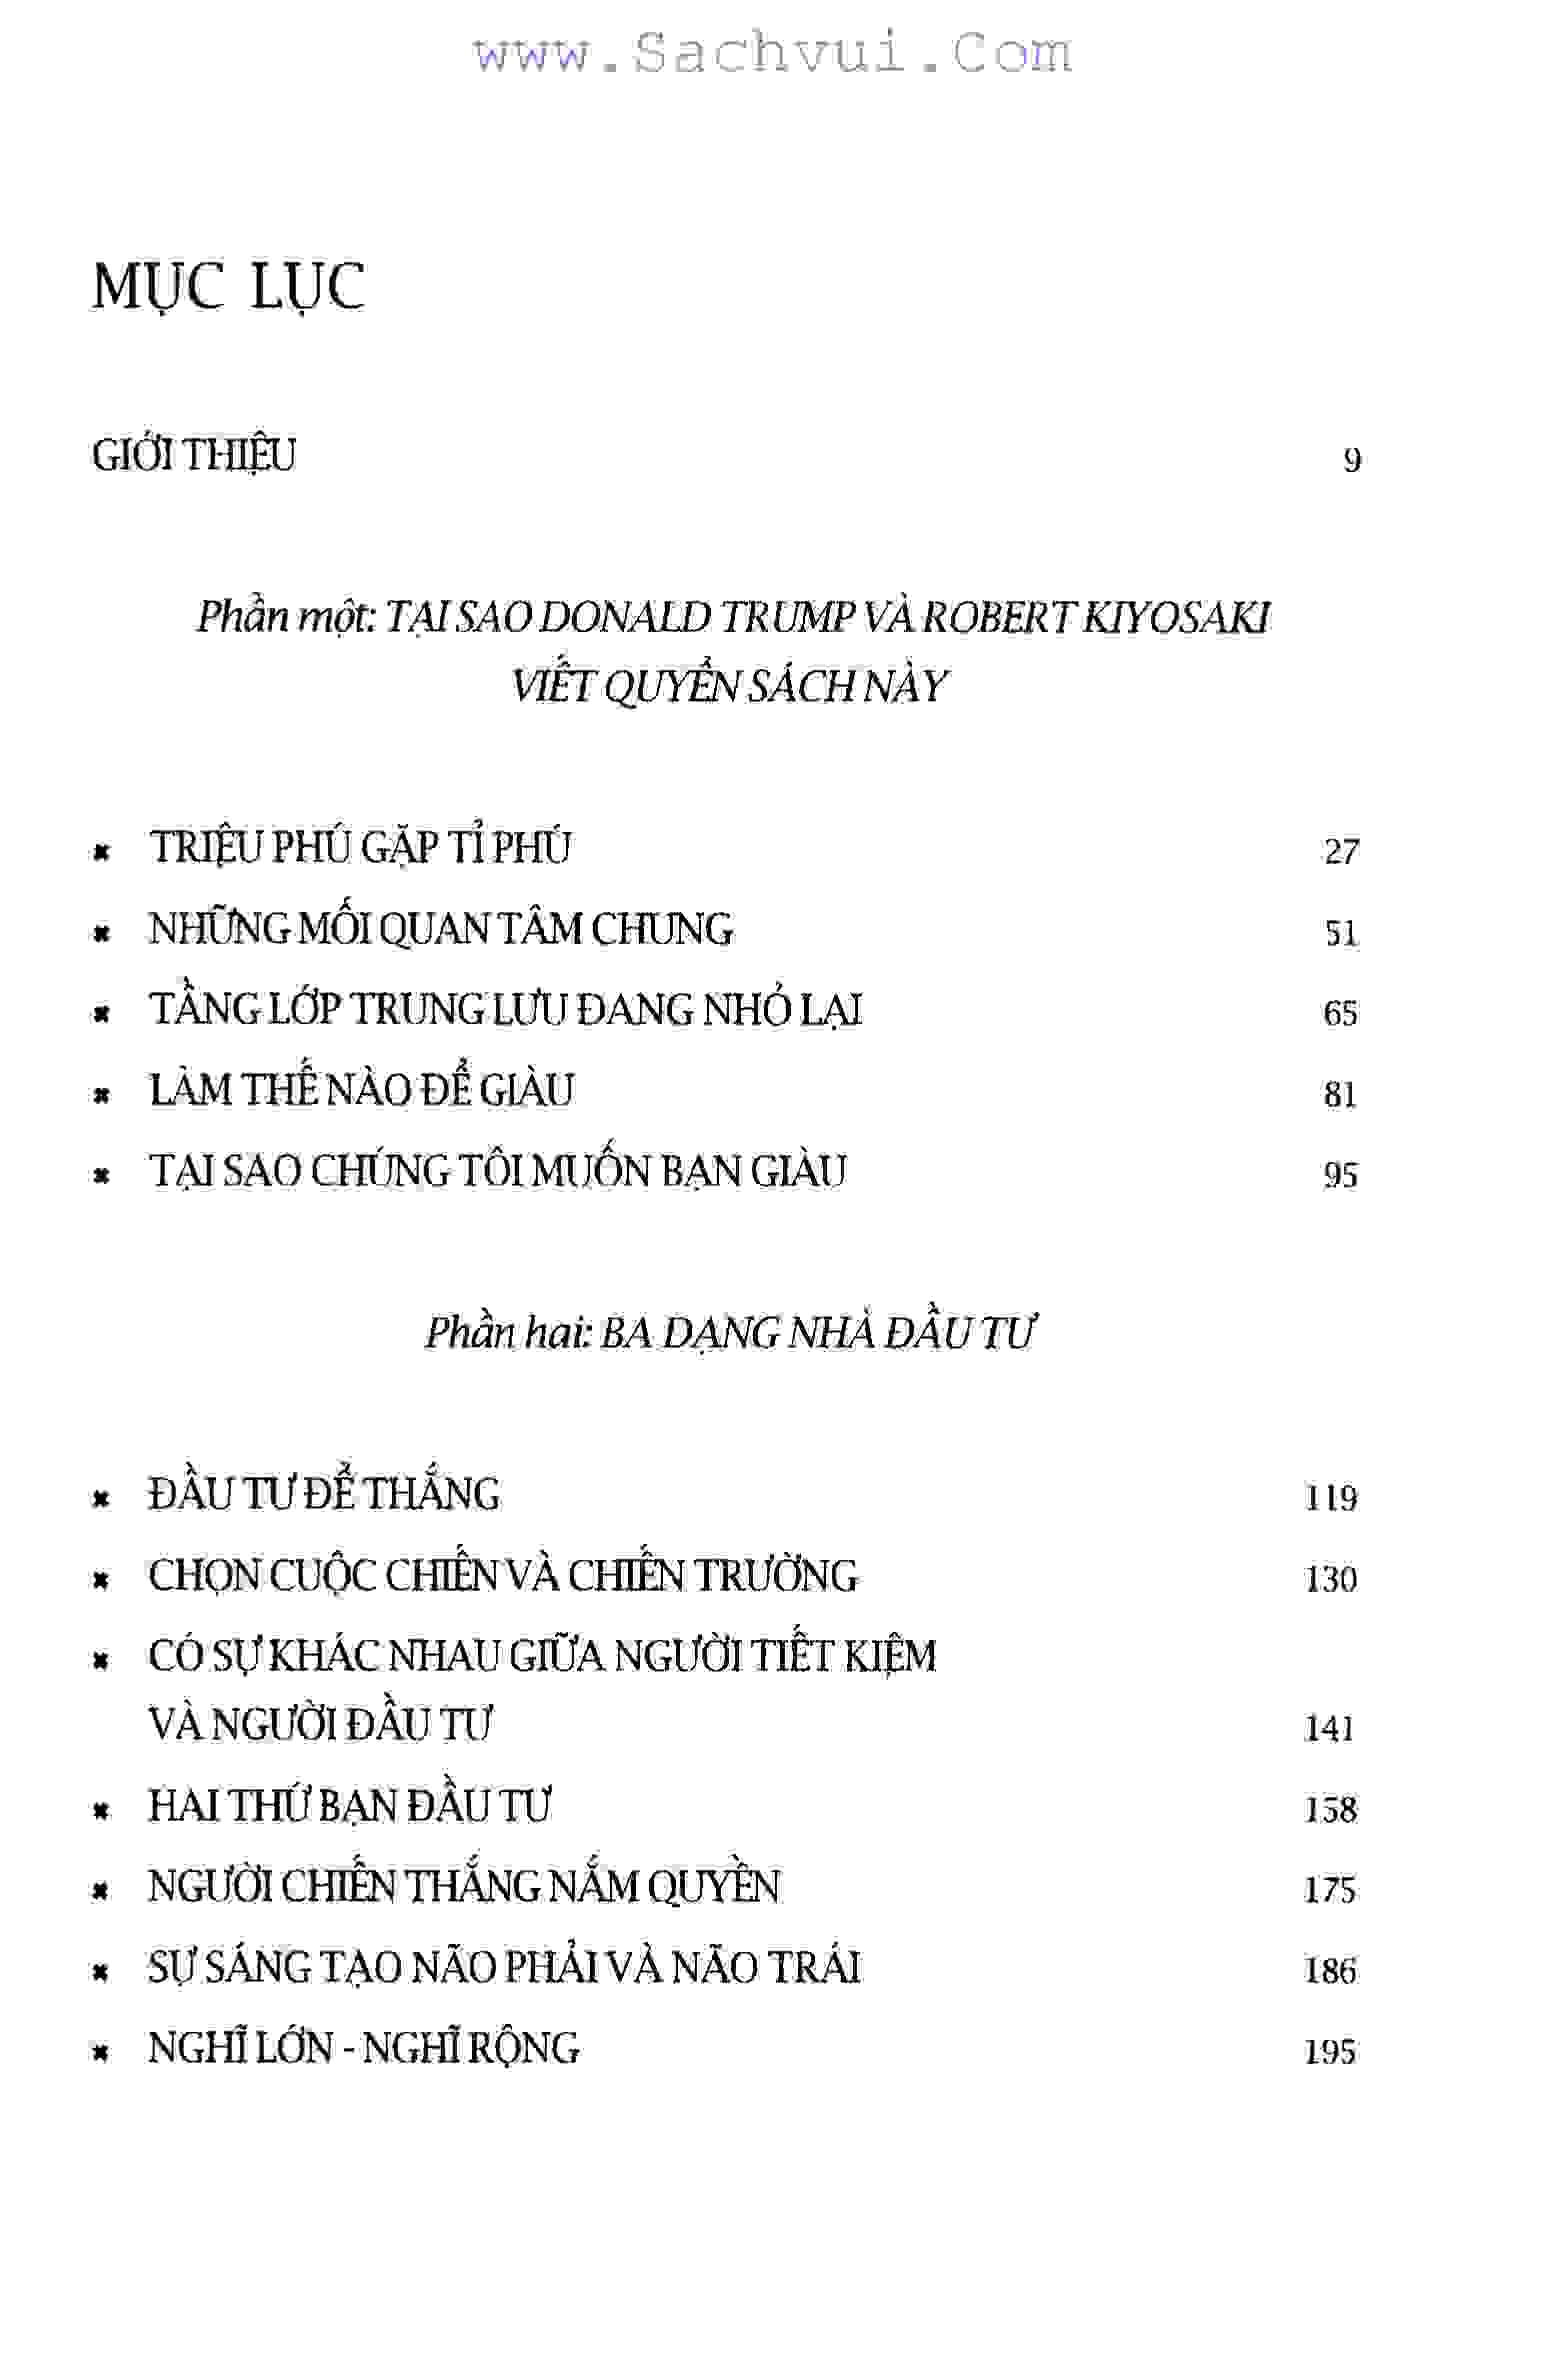 www.Sachvui.Com
MỤC LỤC
GIỚI THIỆU 9
Phần một: TẠI SAO DONALD TRUMP VÀ ROBERT KIYOSAKI
VIẾT QUYỂN SÁCH NÀY
✖ TRIỆU PHÚ GẶP TỈ PHÚ 27
✖ NHỮNG MỐI QUAN TÂM CHUNG 51
✖ TẦNG LỚP TRUNG LƯU ĐANG NHỎ LẠI 65
✖ LÀM THẾ NÀO ĐỂ GIÀU 81
✖ TẠI SAO CHÚNG TÔI MUỐN BẠN GIÀU 95
Phần hai: BA DẠNG NHÀ ĐẦU TƯ
✖ ĐẦU TƯ ĐỂ THẮNG 119
✖ CHỌN CUỘC CHIẾN VÀ CHIẾN TRƯỜNG 130
✖ CÓ SỰ KHÁC NHAU GIỮA NGƯỜI TIẾT KIỆM
VÀ NGƯỜI ĐẦU TƯ 141
✖ HAI THỨ BẠN ĐẦU TƯ 158
✖ NGƯỜI CHIẾN THẮNG NẮM QUYỀN 175
✖ SỰ SÁNG TẠO NÃO PHẢI VÀ NÃO TRÁI 186
✖ NGHĨ LỚN - NGHĨ RỘNG 195